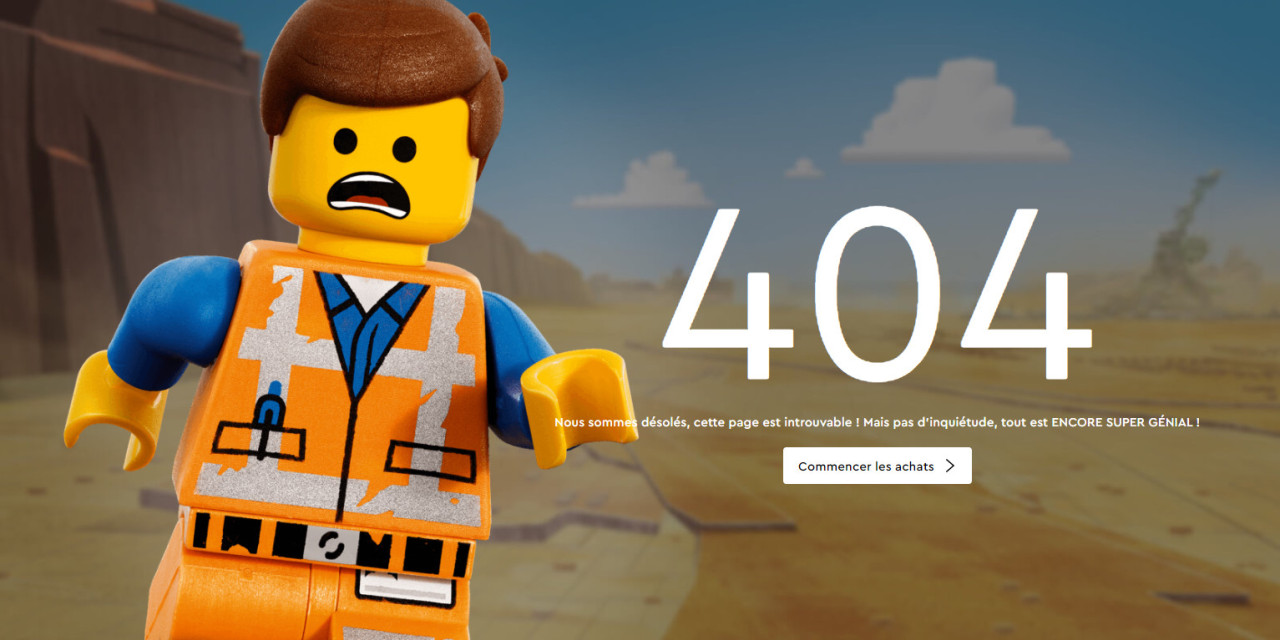 404
Nous sommes désolés, cette page est introuvable ! Mais pas d'inquiétude, tout est ENCORE SUPER GÉNIAL !
Commencer les achats